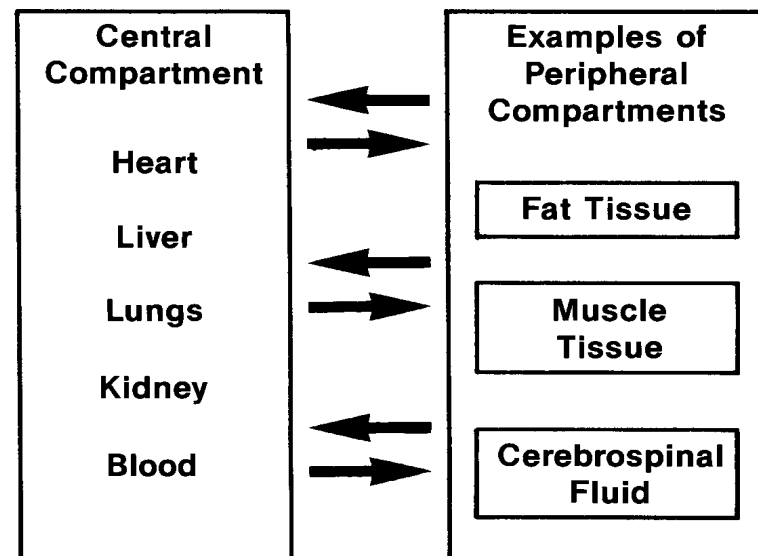 Central
Compartment
Heart
Liver
Lungs
Kidney
Blood
Examples of
Peripheral
Compartments
Fat Tissue
Muscle
Tissue
Cerebrospinal
Fluid